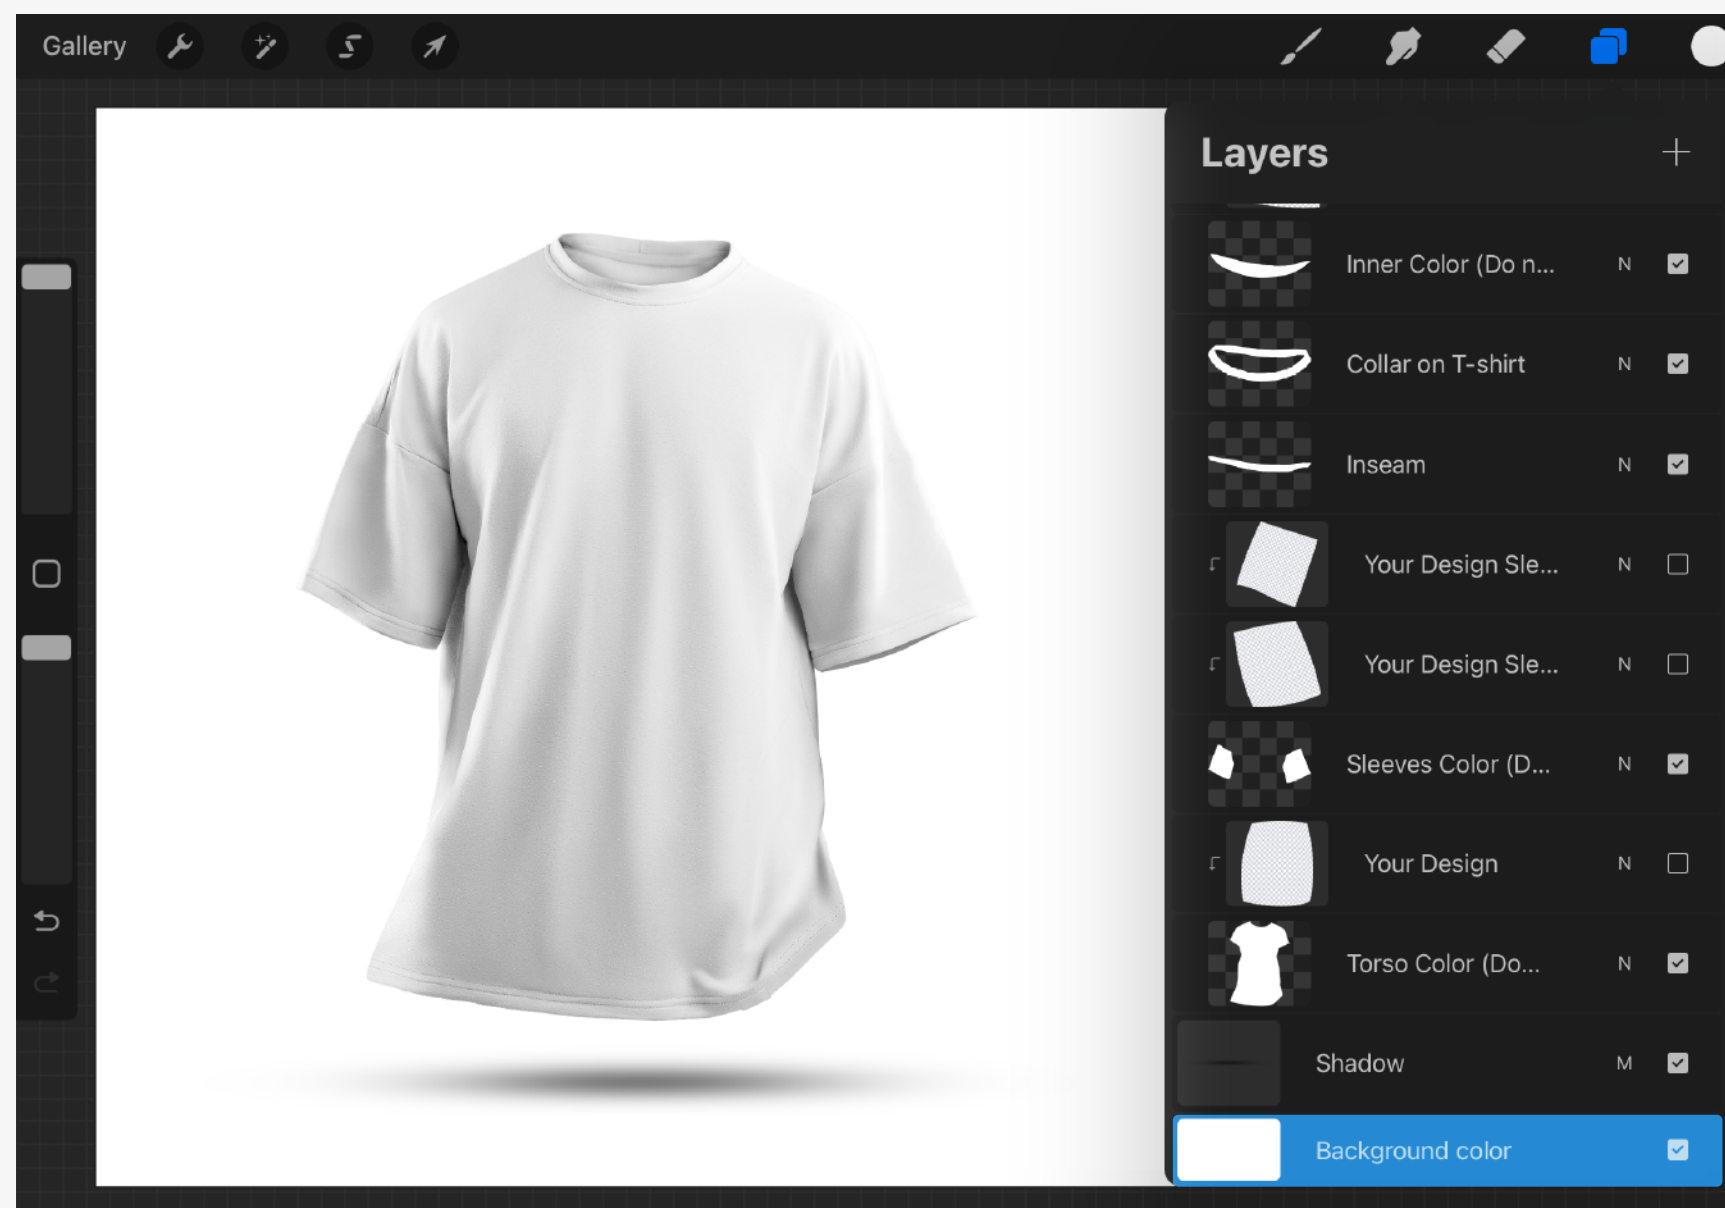 Gallery
Layers
Inner Color (Do n... N
Collar on T-shirt N
Inseam N
Your Design Sle... N
Your Design Sle... N
Sleeves Color (D... N
Your Design N
Torso Color (Do... N
Shadow M
Background color